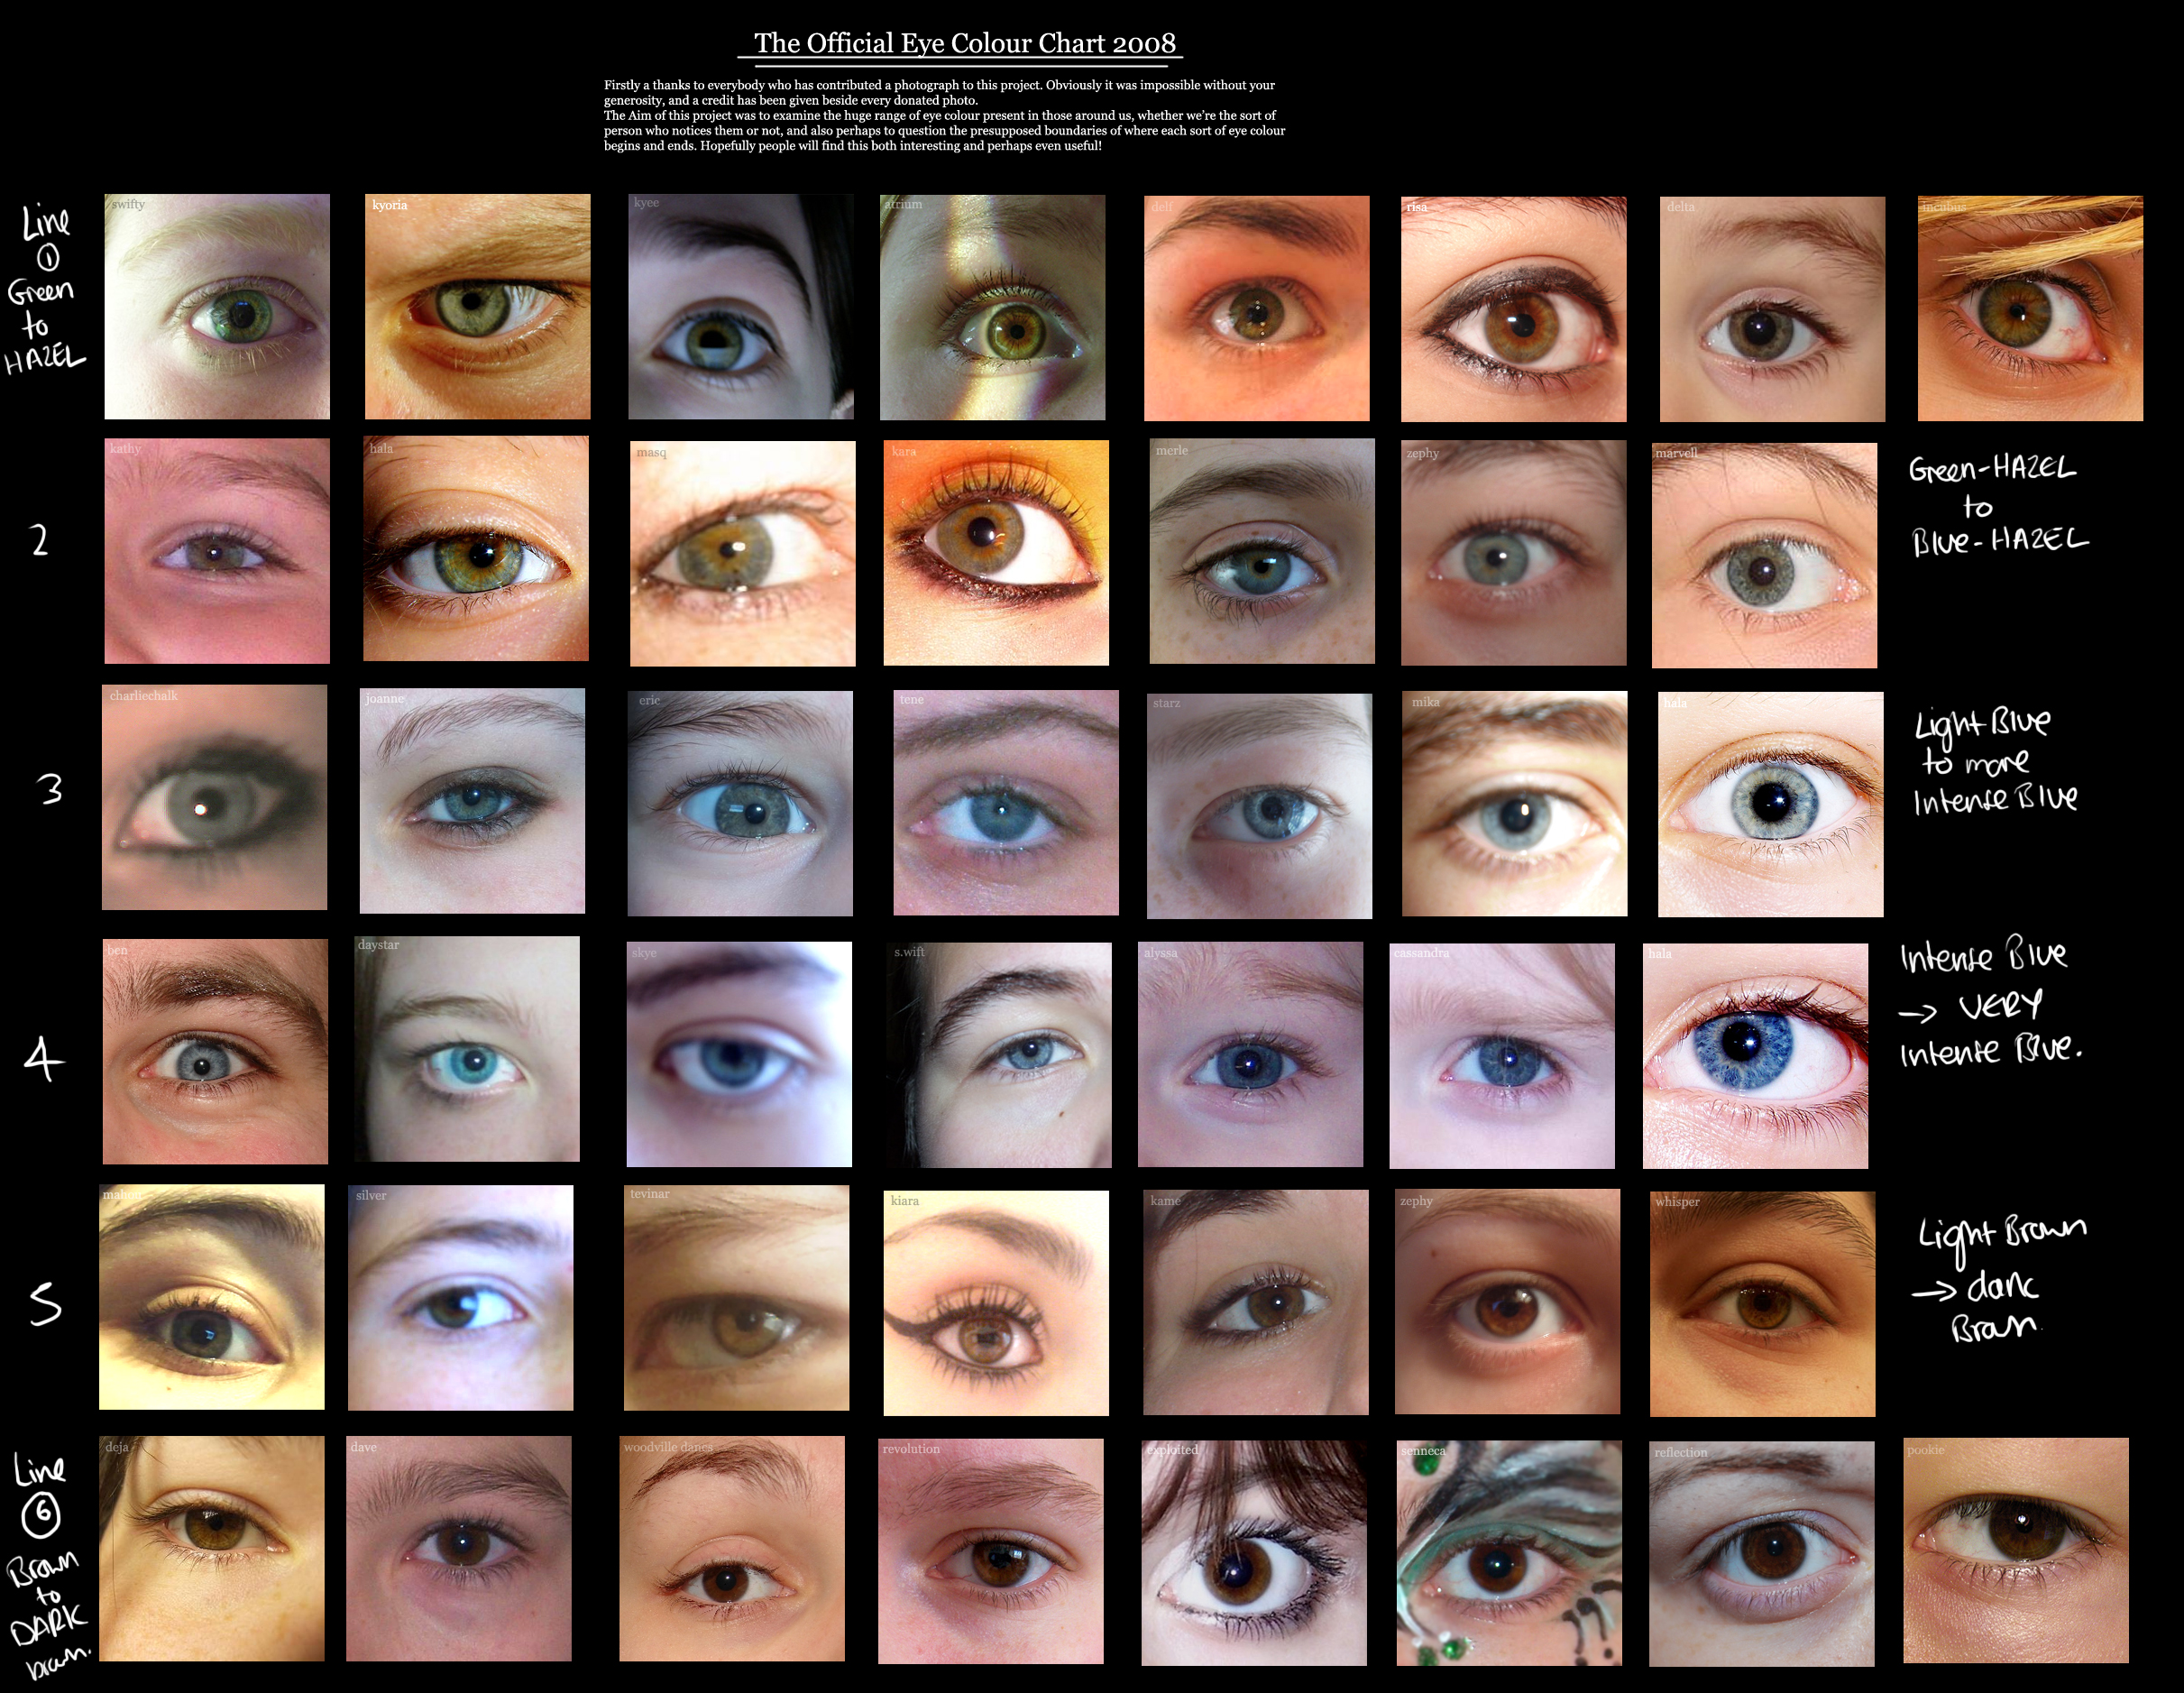 The Official Eye Colour Chart 2008
Firstly a thanks to everybody who has contributed a photograph to this project. Obviously it was impossible without your
generosity, and a credit has been given beside every donated photo.
The Aim of this project was to examine the huge range of eye colour present in those around us, whether we're the sort of
person who notices them or not, and also perhaps to question the presupposed boundaries of where each sort of eye colour
begins and ends. Hopefully people will find this both interesting and perhaps even useful!
Line
1
Green
to
HAZEL
swifty
kyoria
kyee
atrium
delf
risa
delta
incubus
2
kathy
hala
masq
kara
merle
zephy
marvell
Green-HAZEL
to
Blue-HAZEL
3
charliechalk
joanne
eric
tene
starz
mika
hala
Light Blue
to more
Intense Blue
4
ben
daystar
skye
s.wift
alyssa
cassandra
hala
Intense Blue
→ VERY
Intense Blue.
5
silver
tevinar
kiara
kame
zephy
whisper
Light Brown
→ dark
Brown.
Line
6
Brown
to
DARK
brown.
deja
dave
woodville dancs
revolution
exploited
senneca
reflection
pookie